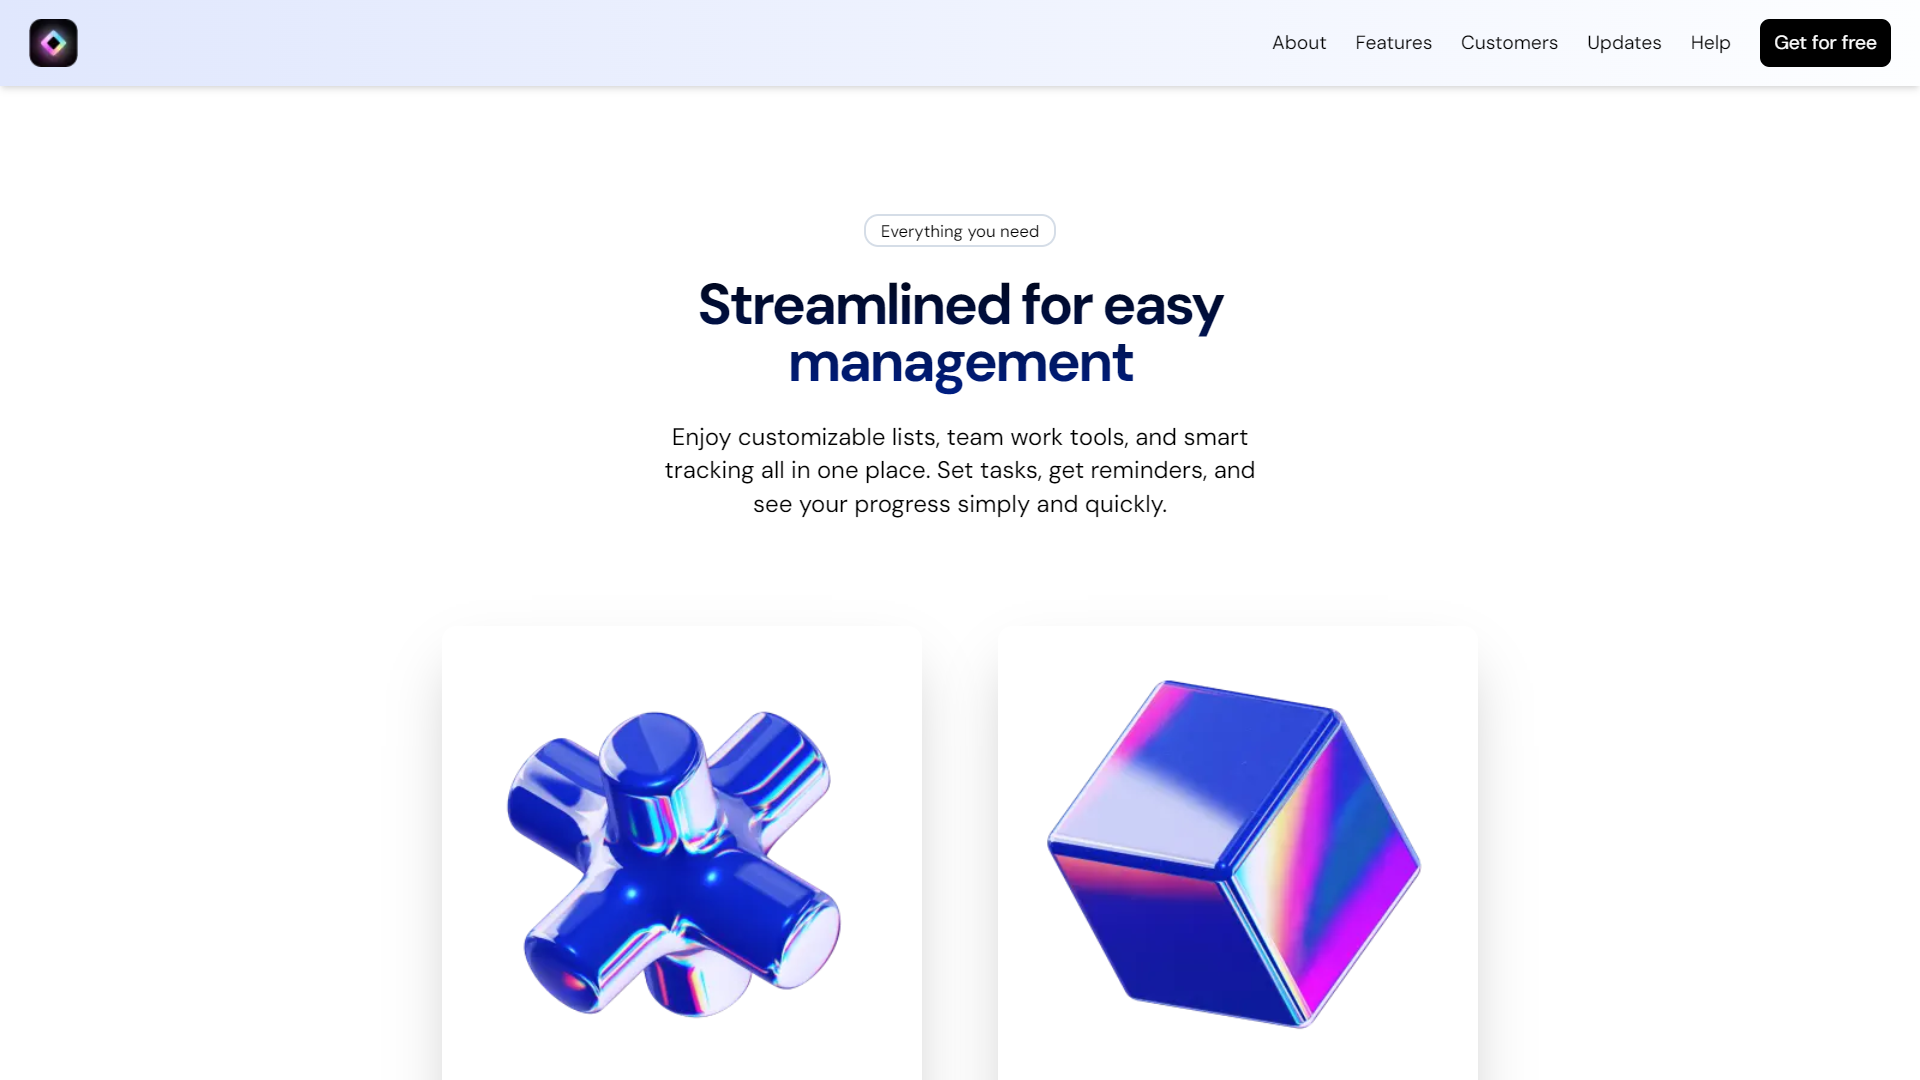 About
Features
Customers
Updates
Help
Get for free
Everything you need
Streamlined for easy
management
Enjoy customizable lists, team work tools, and smart
tracking all in one place. Set tasks, get reminders, and
see your progress simply and quickly.